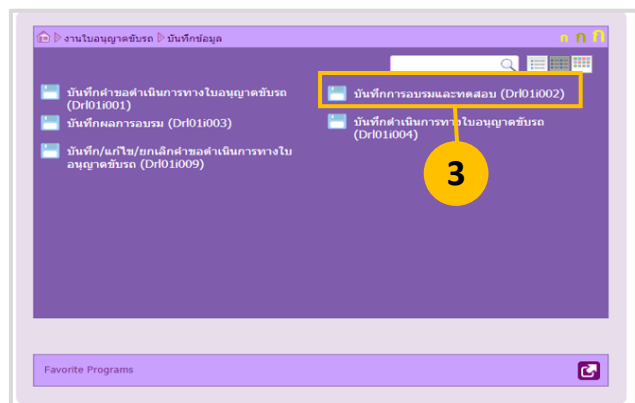 งานใบอนุญาตขับรถ บันทึกข้อมูล
ก ก ก
บันทึกคำขอดำเนินการทางใบอนุญาตขับรถ
(Drl01i001)
บันทึกการอบรมและทดสอบ (Drl01i002)
บันทึกผลการอบรม (Drl01i003)
บันทึกดำเนินการทางใบอนุญาตขับรถ
(Drl01i004)
บันทึก/แก้ไข/ยกเลิกคำขอดำเนินการทางใบ
อนุญาตขับรถ (Drl01i009)
3
Favorite Programs